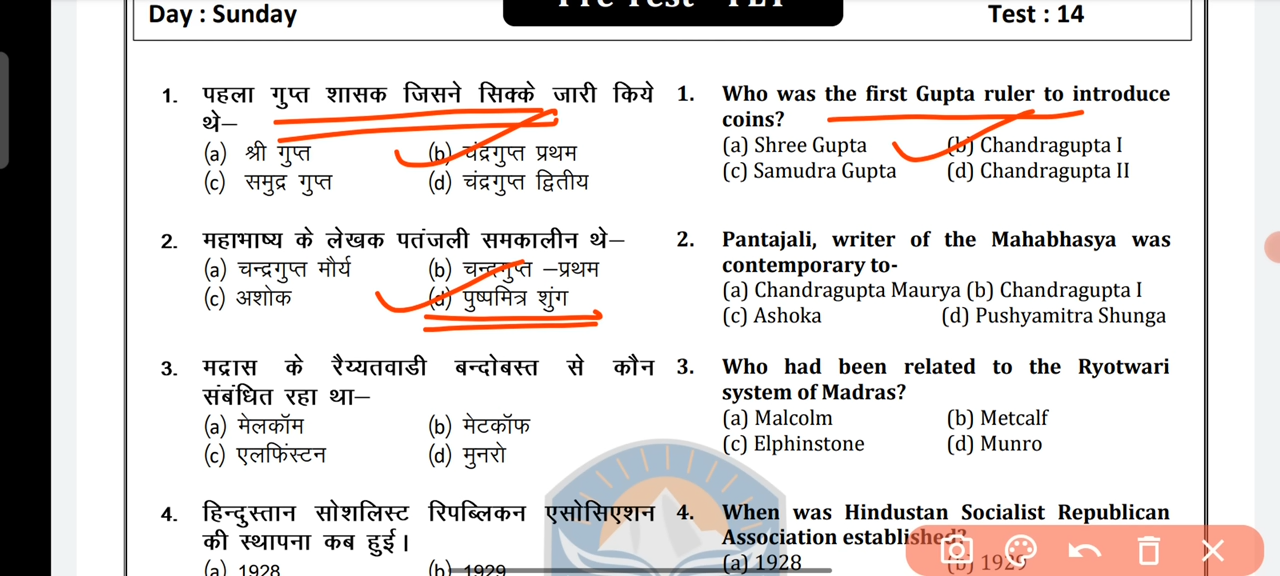 Day : Sunday
Test : 14
1. पहला गुप्त शासक जिसने सिक्के जारी किये
थे–
(a) श्री गुप्त (b) चंद्रगुप्त प्रथम
(c) समुद्र गुप्त (d) चंद्रगुप्त द्वितीय
2. महाभाष्य के लेखक पतंजली समकालीन थे–
(a) चन्द्रगुप्त मौर्य (b) चन्द्रगुप्त –प्रथम
(c) अशोक (d) पुष्पमित्र शुंग
3. मद्रास के रैय्यतवाडी बन्दोबस्त से कौन
संबंधित रहा था–
(a) मेलकॉम (b) मेटकॉफ
(c) एलफिंस्टन (d) मुनरो
4. हिन्दुस्तान सोशलिस्ट रिपब्लिकन एसोसिएशन
की स्थापना कब हुई।
(a) 1928 (b) 1929
1. Who was the first Gupta ruler to introduce
coins?
(a) Shree Gupta (b) Chandragupta I
(c) Samudra Gupta (d) Chandragupta II
2. Pantajali, writer of the Mahabhasya was
contemporary to-
(a) Chandragupta Maurya (b) Chandragupta I
(c) Ashoka (d) Pushyamitra Shunga
3. Who had been related to the Ryotwari
system of Madras?
(a) Malcolm (b) Metcalf
(c) Elphinstone (d) Munro
4. When was Hindustan Socialist Republican
Association established?
(a) 1928 (b) 1929